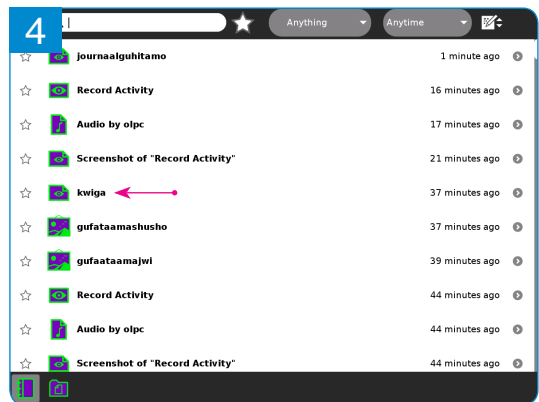 4
Anything Anytime
journaalguhitamo 1 minute ago
Record Activity 16 minutes ago
Audio by olpc 17 minutes ago
Screenshot of "Record Activity" 21 minutes ago
kwiga 37 minutes ago
gufataamashusho 37 minutes ago
gufaataamajwi 39 minutes ago
Record Activity 44 minutes ago
Audio by olpc 44 minutes ago
Screenshot of "Record Activity" 44 minutes ago